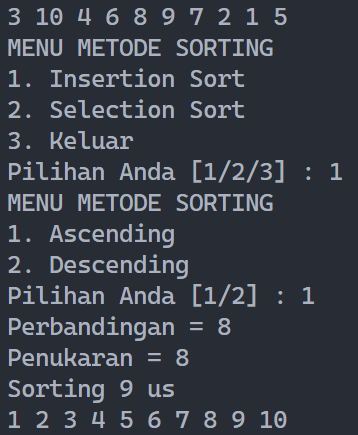 3 10 4 6 8 9 7 2 1 5
MENU METODE SORTING
1. Insertion Sort
2. Selection Sort
3. Keluar
Pilihan Anda [1/2/3] : 1
MENU METODE SORTING
1. Ascending
2. Descending
Pilihan Anda [1/2] : 1
Perbandingan = 8
Penukaran = 8
Sorting 9 us
1 2 3 4 5 6 7 8 9 10